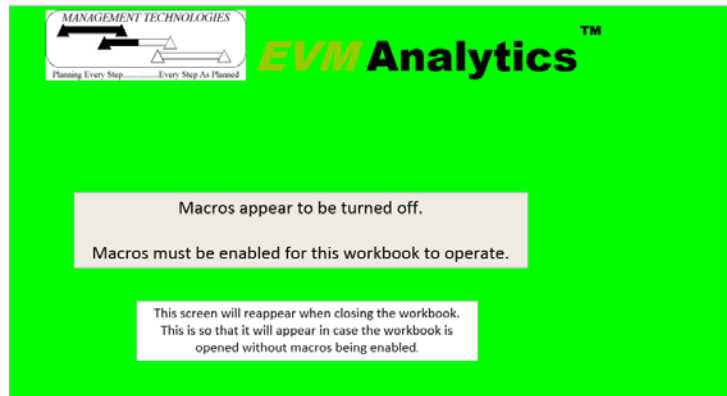 MANAGEMENT TECHNOLOGIES
Planning Every Step.................Every Step As Planned
EVM Analytics™
Macros appear to be turned off.
Macros must be enabled for this workbook to operate.
This screen will reappear when closing the workbook.
This is so that it will appear in case the workbook is
opened without macros being enabled.